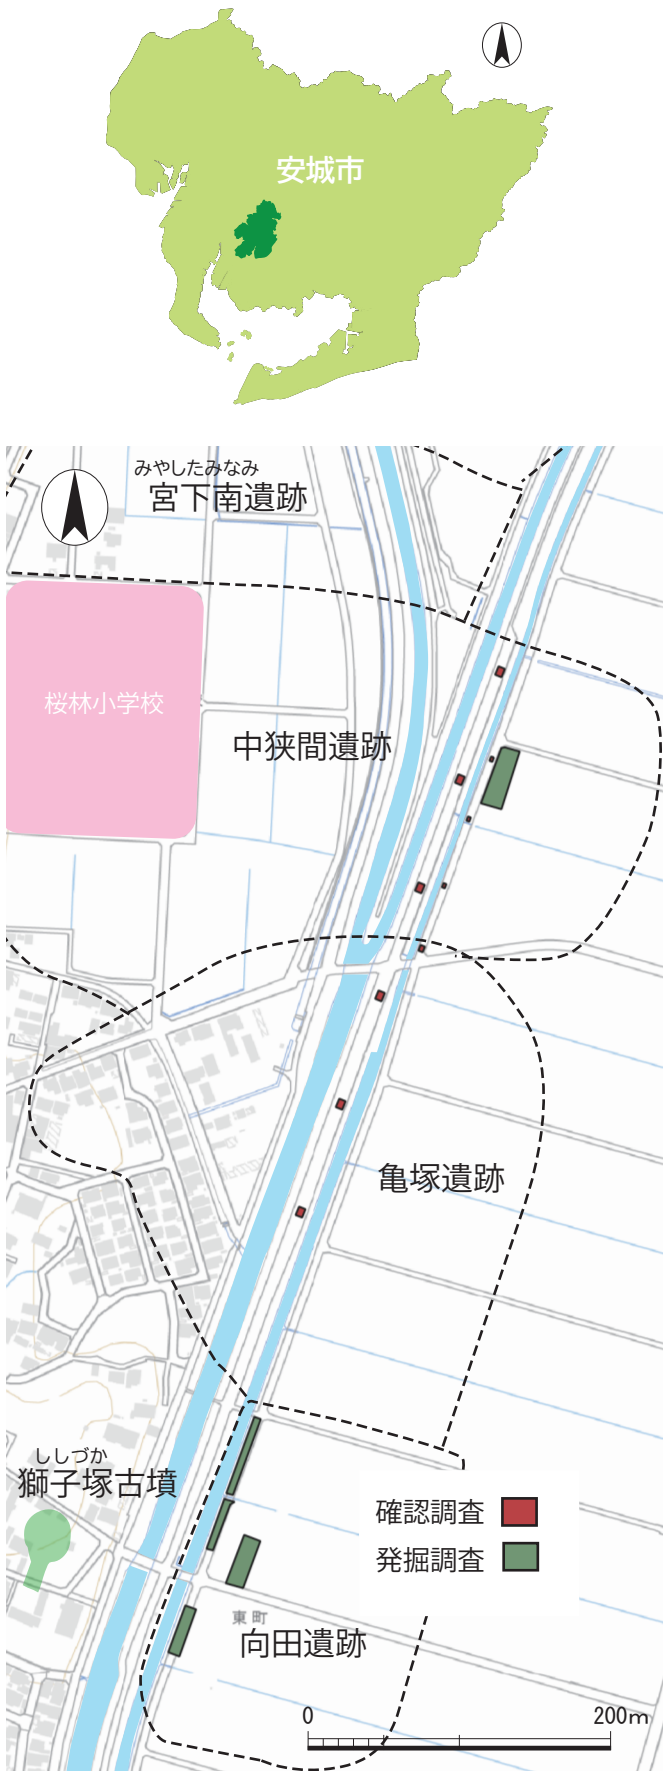 安城市
みやしたみなみ
宮下南遺跡
桜林小学校
中狭間遺跡
亀塚遺跡
ししづか
獅子塚古墳
確認調査
発掘調査
東町
向田遺跡
0
200m